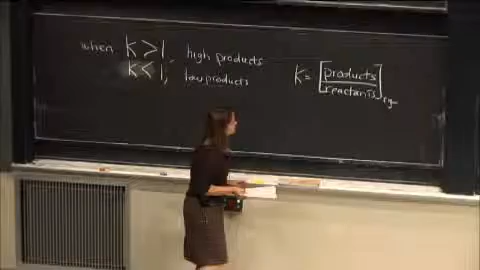 when K>1, high products
K<1, low products
K= [products/reactants]eq